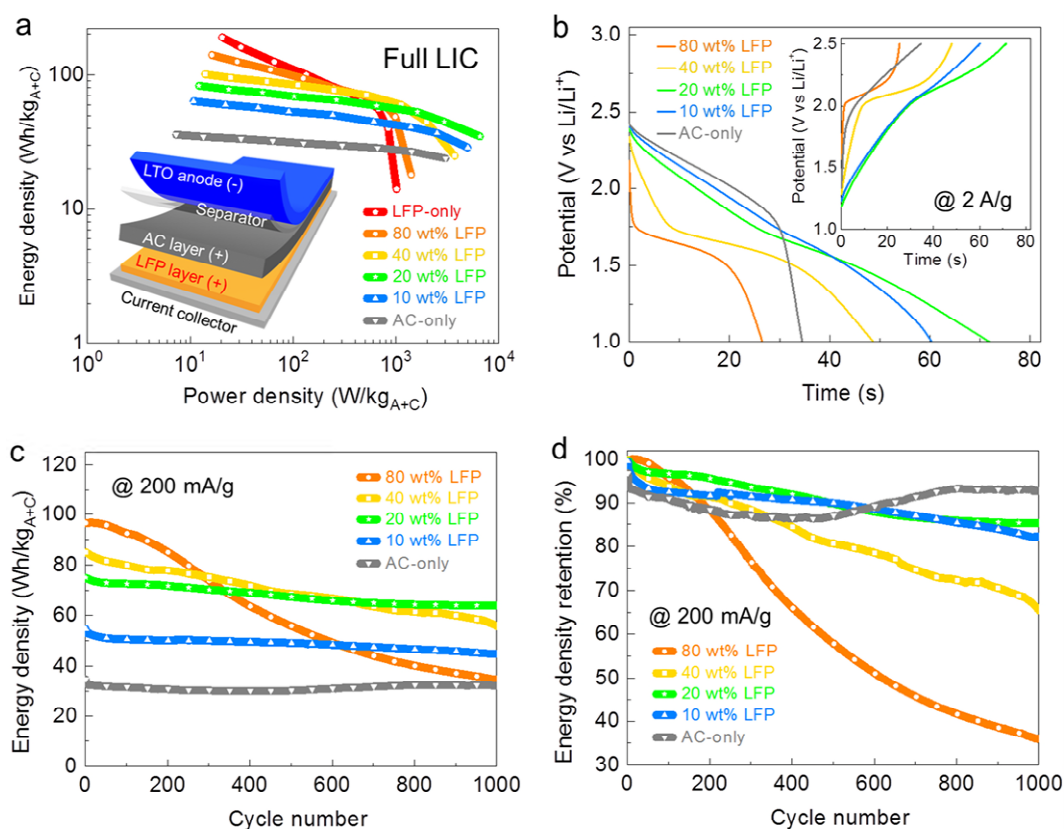 a
Full LIC
Energy density (Wh/kg_A+C)
100
10
1
LTO anode (-)
Separator
AC layer (+)
LFP layer (+)
Current collector
LFP-only
80 wt% LFP
40 wt% LFP
20 wt% LFP
10 wt% LFP
AC-only
10^0 10^1 10^2 10^3 10^4
Power density (W/kg_A+C)
b
Potential (V vs Li/Li^+)
3.0
2.5
2.0
1.5
1.0
80 wt% LFP
40 wt% LFP
20 wt% LFP
10 wt% LFP
AC-only
Potential (V vs Li/Li^+)
2.5
2.0
1.5
1.0
@ 2 A/g
0 20 40 60 80
Time (s)
0 20 40 60 80
Time (s)
c
@ 200 mA/g
Energy density (Wh/kg_A+C)
120
100
80
60
40
20
0
80 wt% LFP
40 wt% LFP
20 wt% LFP
10 wt% LFP
AC-only
0 200 400 600 800 1000
Cycle number
d
Energy density retention (%)
100
90
80
70
60
50
40
30
@ 200 mA/g
80 wt% LFP
40 wt% LFP
20 wt% LFP
10 wt% LFP
AC-only
0 200 400 600 800 1000
Cycle number